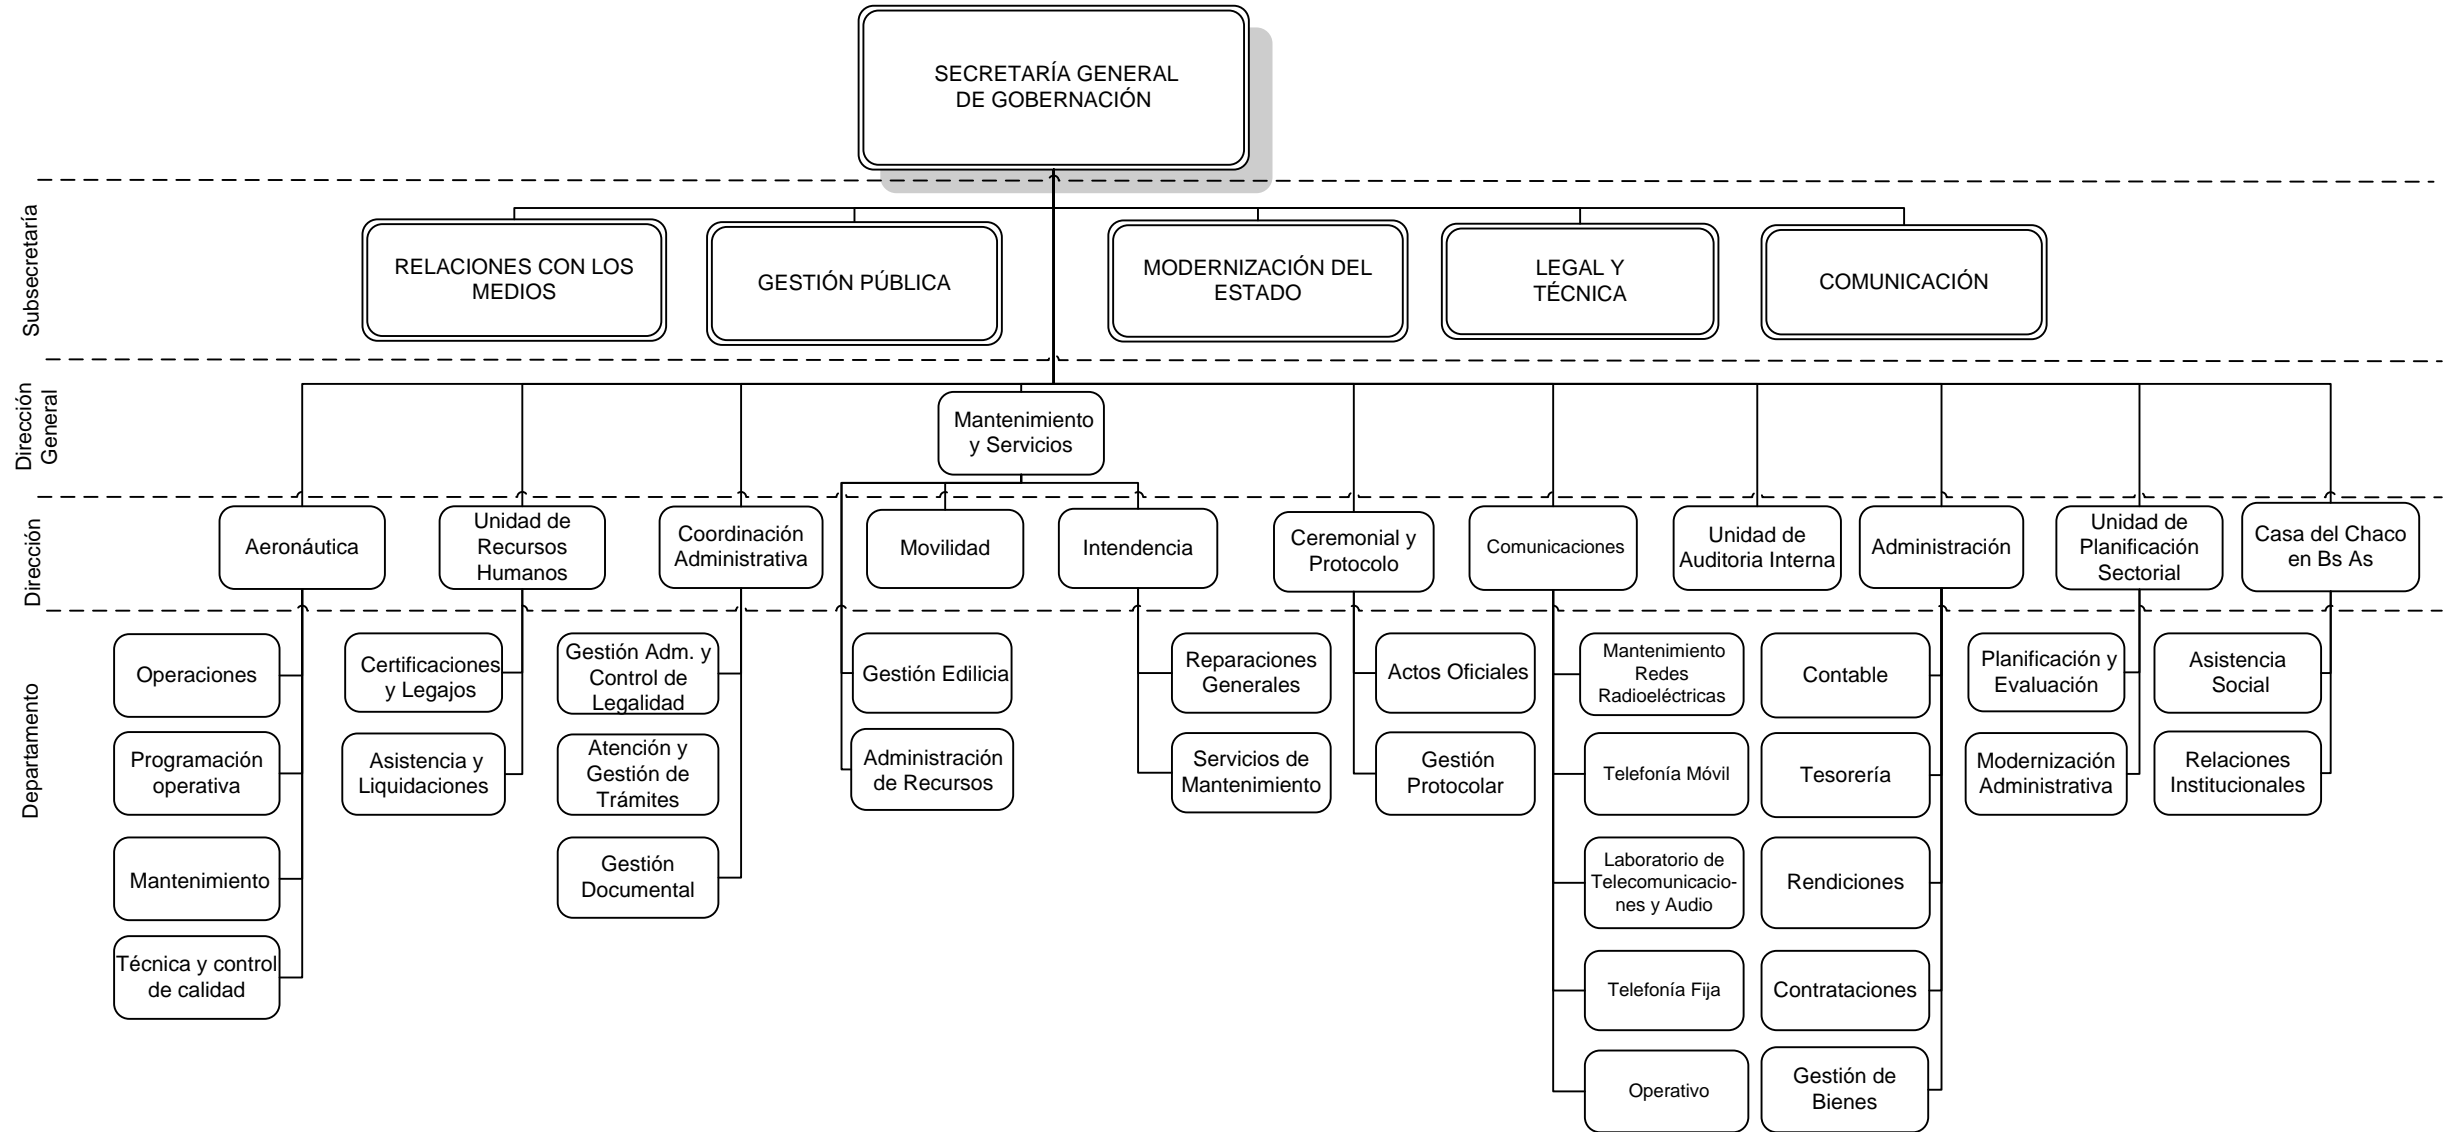 SECRETARÍA GENERAL
DE GOBERNACIÓN
Subsecretaría
RELACIONES CON LOS
MEDIOS
GESTIÓN PÚBLICA
MODERNIZACIÓN DEL
ESTADO
LEGAL Y
TÉCNICA
COMUNICACIÓN
Dirección
General
Mantenimiento
y Servicios
Dirección
Aeronáutica
Unidad de
Recursos
Humanos
Coordinación
Administrativa
Movilidad
Intendencia
Ceremonial y
Protocolo
Comunicaciones
Unidad de
Auditoria Interna
Administración
Unidad de
Planificación
Sectorial
Casa del Chaco
en Bs As
Departamento
Operaciones
Certificaciones
y Legajos
Gestión Adm. y
Control de
Legalidad
Gestión Edilicia
Reparaciones
Generales
Actos Oficiales
Mantenimiento
Redes
Radioeléctricas
Contable
Planificación y
Evaluación
Asistencia
Social
Programación
operativa
Asistencia y
Liquidaciones
Atención y
Gestión de
Trámites
Administración
de Recursos
Servicios de
Mantenimiento
Gestión
Protocolar
Telefonía Móvil
Tesorería
Modernización
Administrativa
Relaciones
Institucionales
Mantenimiento
Gestión
Documental
Laboratorio de
Telecomunicacio-
nes y Audio
Rendiciones
Técnica y control
de calidad
Telefonía Fija
Contrataciones
Operativo
Gestión de
Bienes